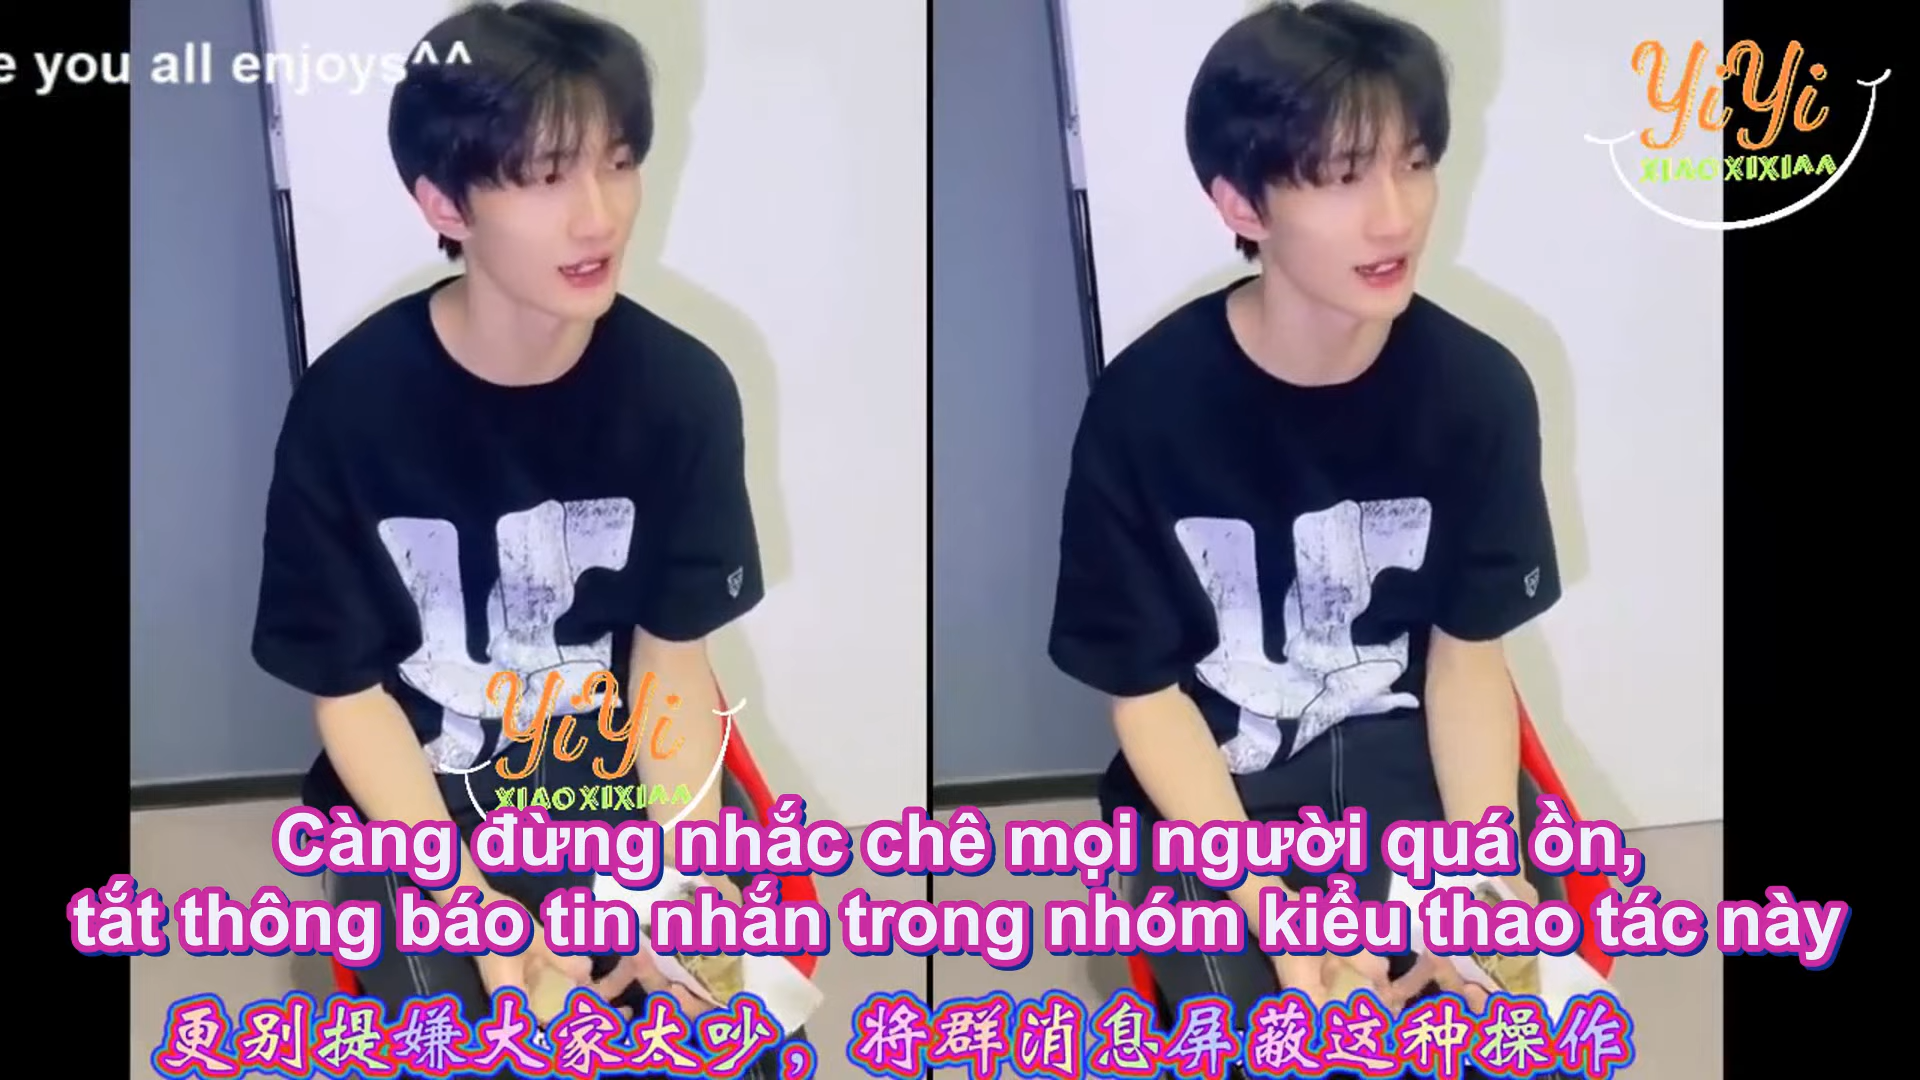 e you all enjoys^^
YiYi
XIAOXIXIAA
YiYi
XIAOXIXIAA
Càng đừng nhắc chê mọi người quá ồn,
tắt thông báo tin nhắn trong nhóm kiểu thao tác này
更别提嫌大家太吵，将群消息屏蔽这种操作